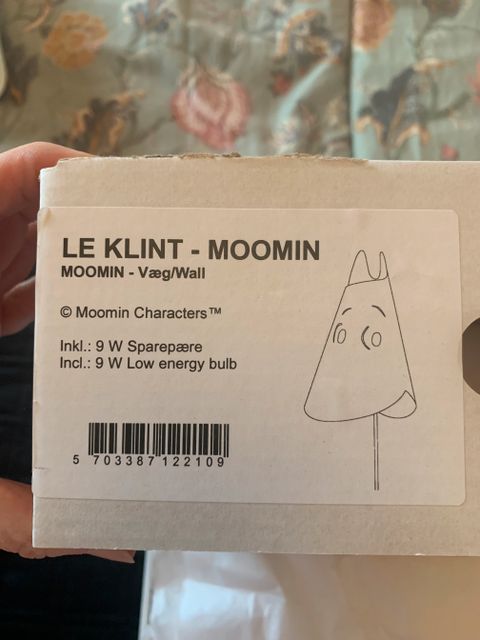 LE KLINT - MOOMIN
MOOMIN - Væg/Wall
© Moomin Characters™
Inkl.: 9 W Sparepære
Incl.: 9 W Low energy bulb
5 703387 122109